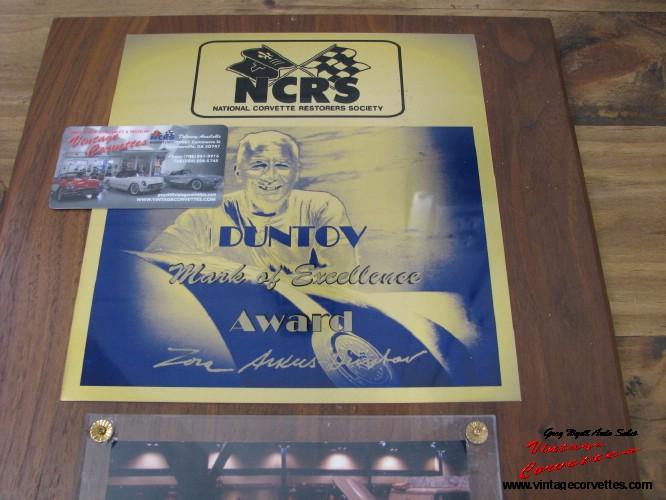 NCRS
NATIONAL CORVETTE RESTORERS SOCIETY
Vintage
Corvettes
WWW.VINTAGECORVETTES.COM
DUNTOV
Mark of Excellence
Award
Zora Arkus Duntov
Greg Wyatt Auto Sales
Vintage
Corvettes
www.vintagecorvettes.com